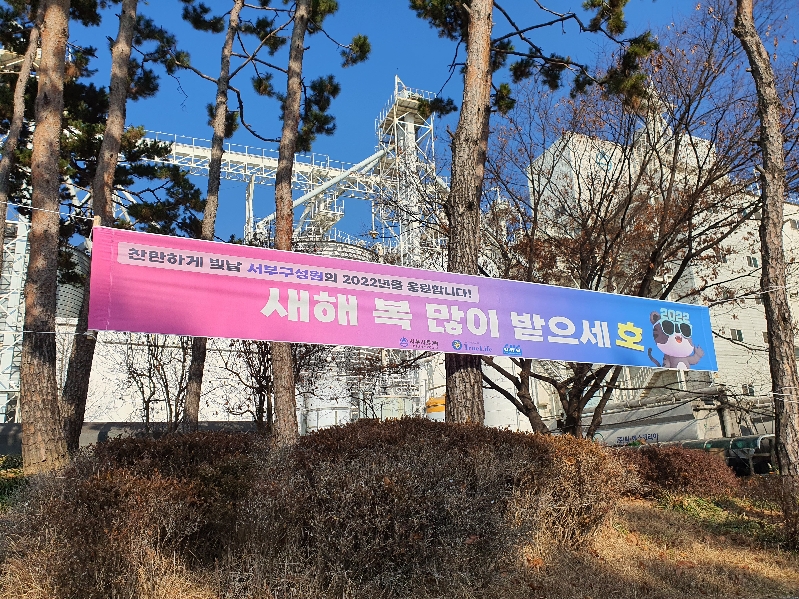 찬란하게 빛날 서부구성원의 2022년을 응원합니다!
새해 복 많이 받으세호
2022